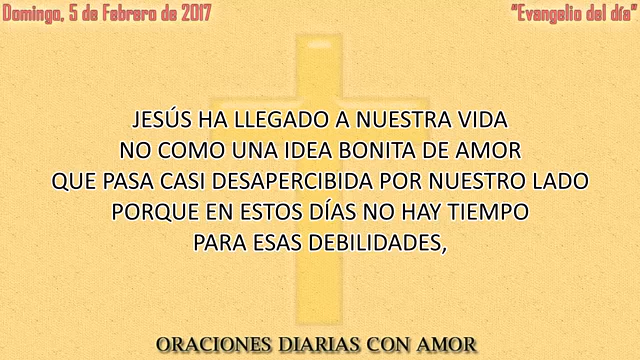 Domingo, 5 de Febrero de 2017
"Evangelio del día"
JESÚS HA LLEGADO A NUESTRA VIDA
NO COMO UNA IDEA BONITA DE AMOR
QUE PASA CASI DESAPERCIBIDA POR NUESTRO LADO
PORQUE EN ESTOS DÍAS NO HAY TIEMPO
PARA ESAS DEBILIDADES,
ORACIONES DIARIAS CON AMOR